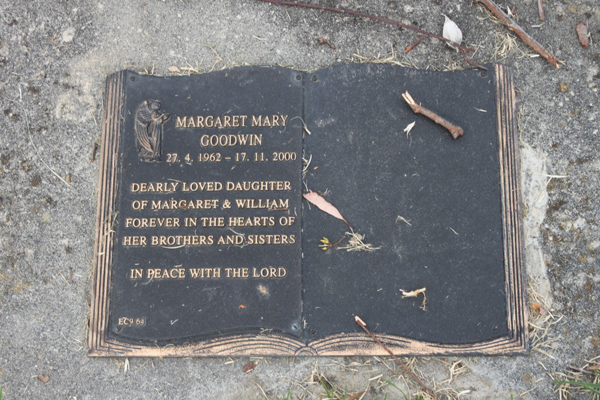 MARGARET MARY
GOODWIN
27. 4. 1962 – 17. 11. 2000
DEARLY LOVED DAUGHTER
OF MARGARET & WILLIAM
FOREVER IN THE HEARTS OF
HER BROTHERS AND SISTERS
IN PEACE WITH THE LORD